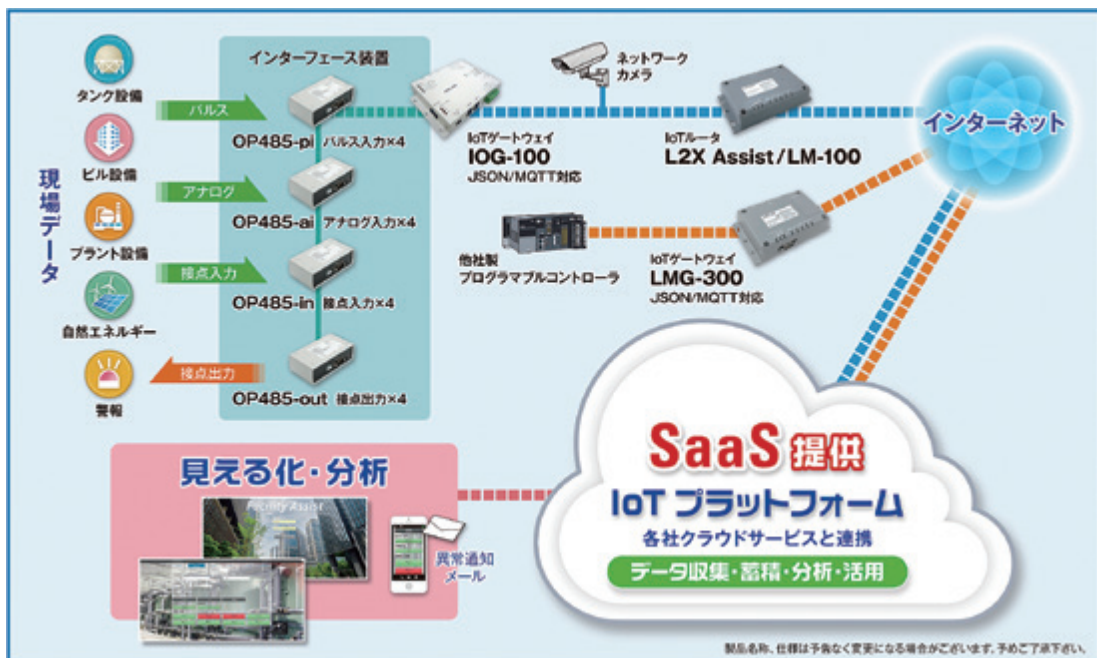 現場データ
タンク設備
ビル設備
プラント設備
自然エネルギー
警報
パルス
アナログ
接点入力
接点出力
インターフェース装置
OP485-pi パルス入力×4
OP485-ai アナログ入力×4
OP485-in 接点入力×4
OP485-out 接点出力×4
IoTゲートウェイ
IOG-100
JSON/MQTT対応
ネットワーク
カメラ
IoTルータ
L2X Assist/LM-100
インターネット
他社製
プログラマブルコントローラ
IoTゲートウェイ
LMG-300
JSON/MQTT対応
見える化・分析
Facility Assist
異常通知
メール
SaaS 提供
IoT プラットフォーム
各社クラウドサービスと連携
データ収集・蓄積・分析・活用
製品名称、仕様は予告なく変更になる場合がございます。予めご了承下さい。